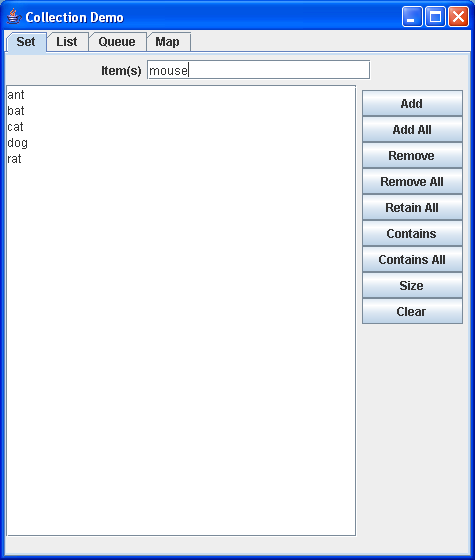 Collection Demo
Set List Queue Map
Item(s) mouse
ant
bat
cat
dog
rat
Add
Add All
Remove
Remove All
Retain All
Contains
Contains All
Size
Clear